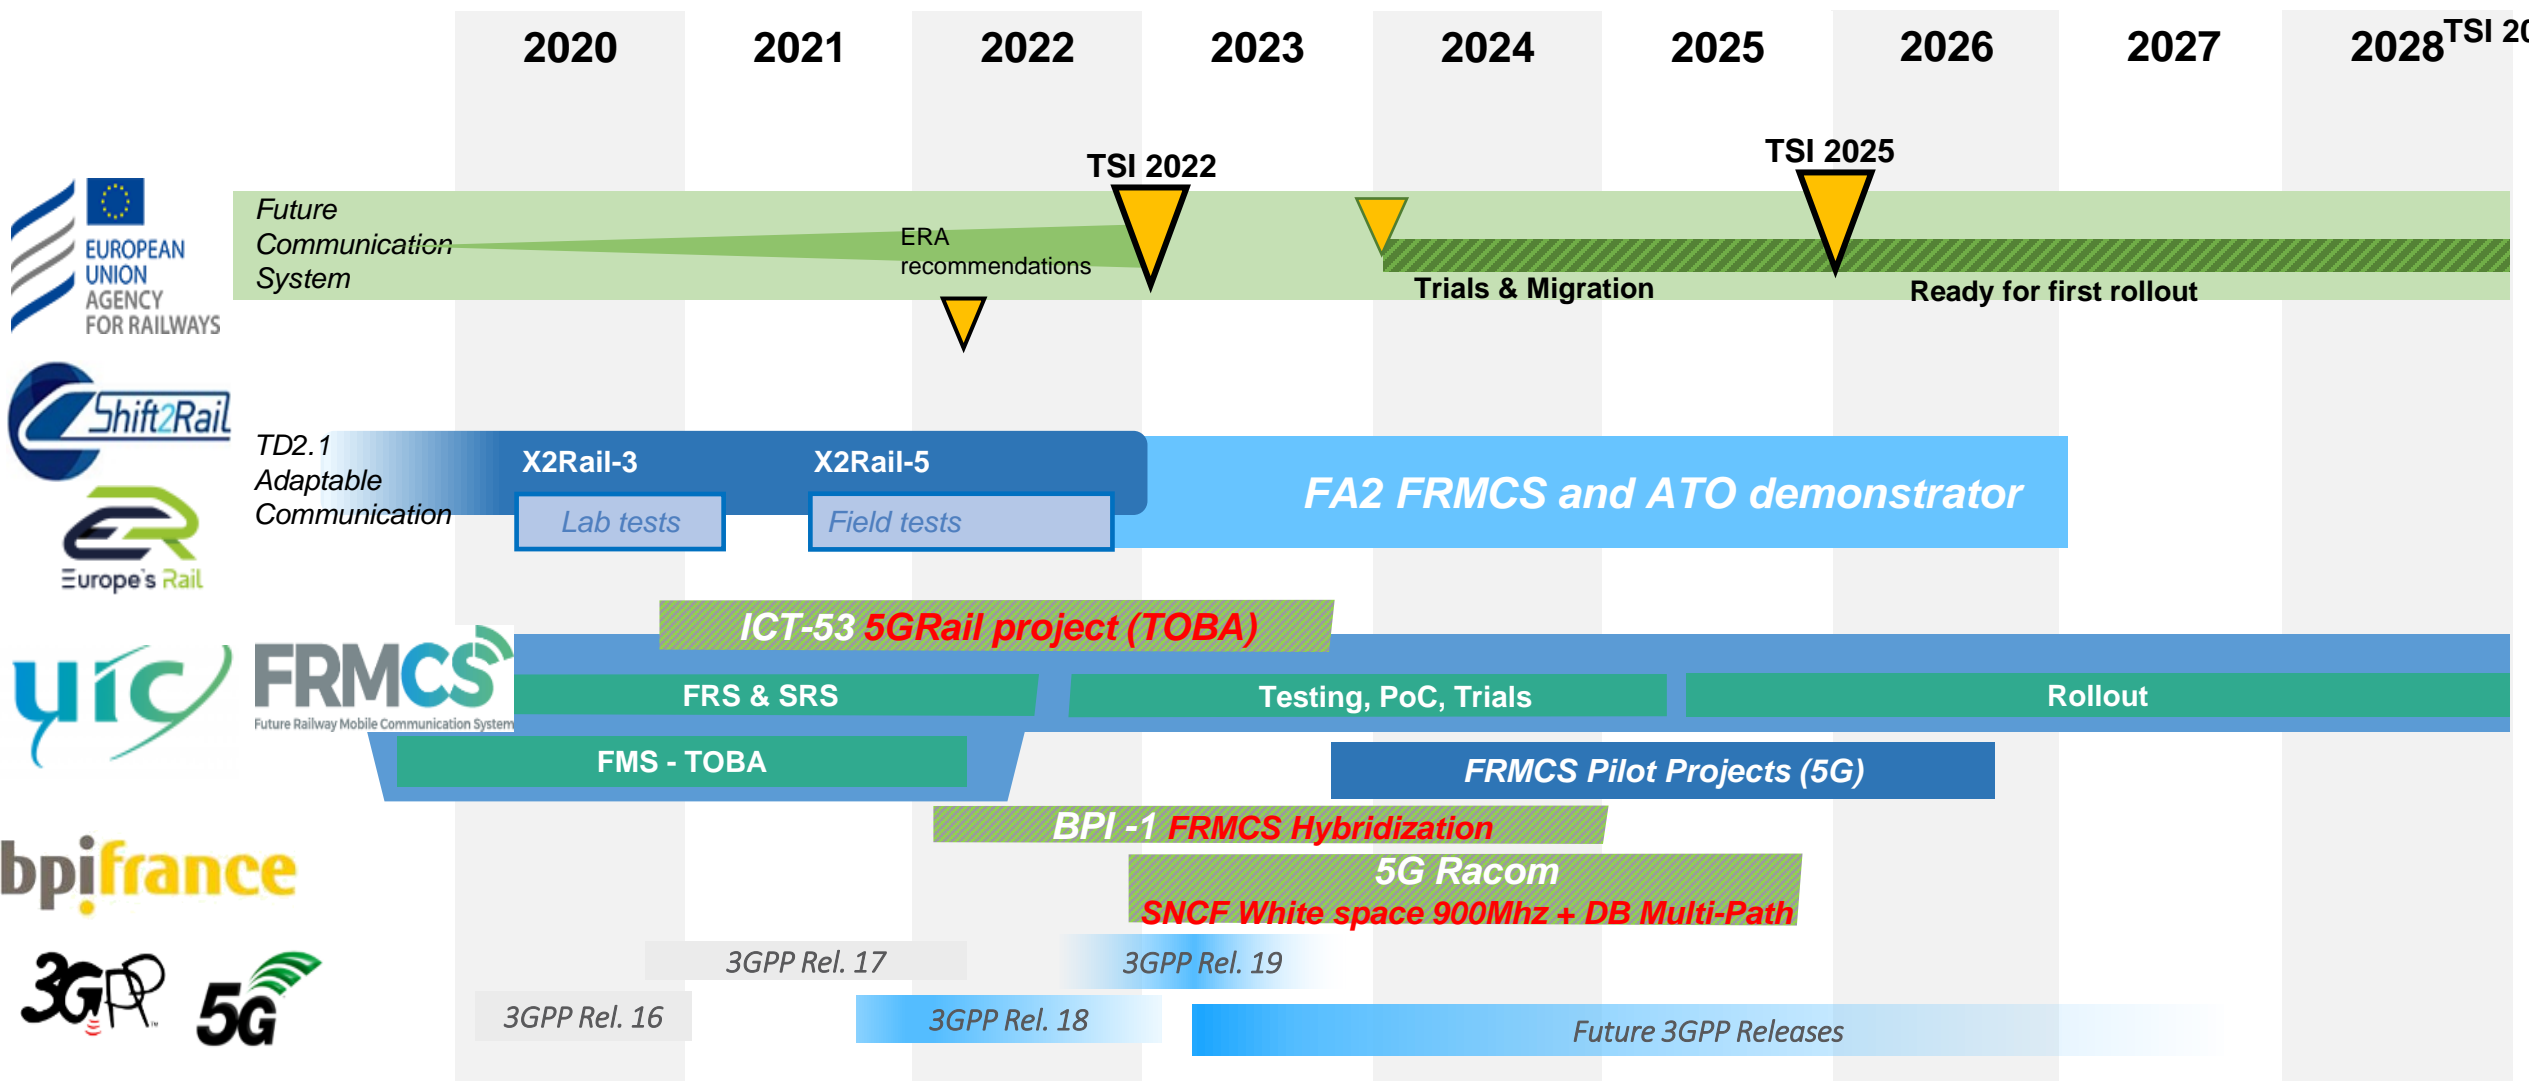 2020 2021 2022 2023 2024 2025 2026 2027 2028 TSI 20
TSI 2022
TSI 2025
EUROPEAN
UNION
AGENCY
FOR RAILWAYS
Future
Communication
System
ERA
recommendations
Trials & Migration
Ready for first rollout
Shift2Rail
Europe's Rail
TD2.1
Adaptable
Communication
X2Rail-3
X2Rail-5
Lab tests
Field tests
FA2 FRMCS and ATO demonstrator
ICT-53 5GRail project (TOBA)
uic
FRMCS
Future Railway Mobile Communication System
FRS & SRS
Testing, PoC, Trials
Rollout
FMS - TOBA
FRMCS Pilot Projects (5G)
BPI -1 FRMCS Hybridization
bpifrance
5G Racom
SNCF White space 900Mhz + DB Multi-Path
3GPP
TM
5G
3GPP Rel. 17
3GPP Rel. 19
3GPP Rel. 16
3GPP Rel. 18
Future 3GPP Releases